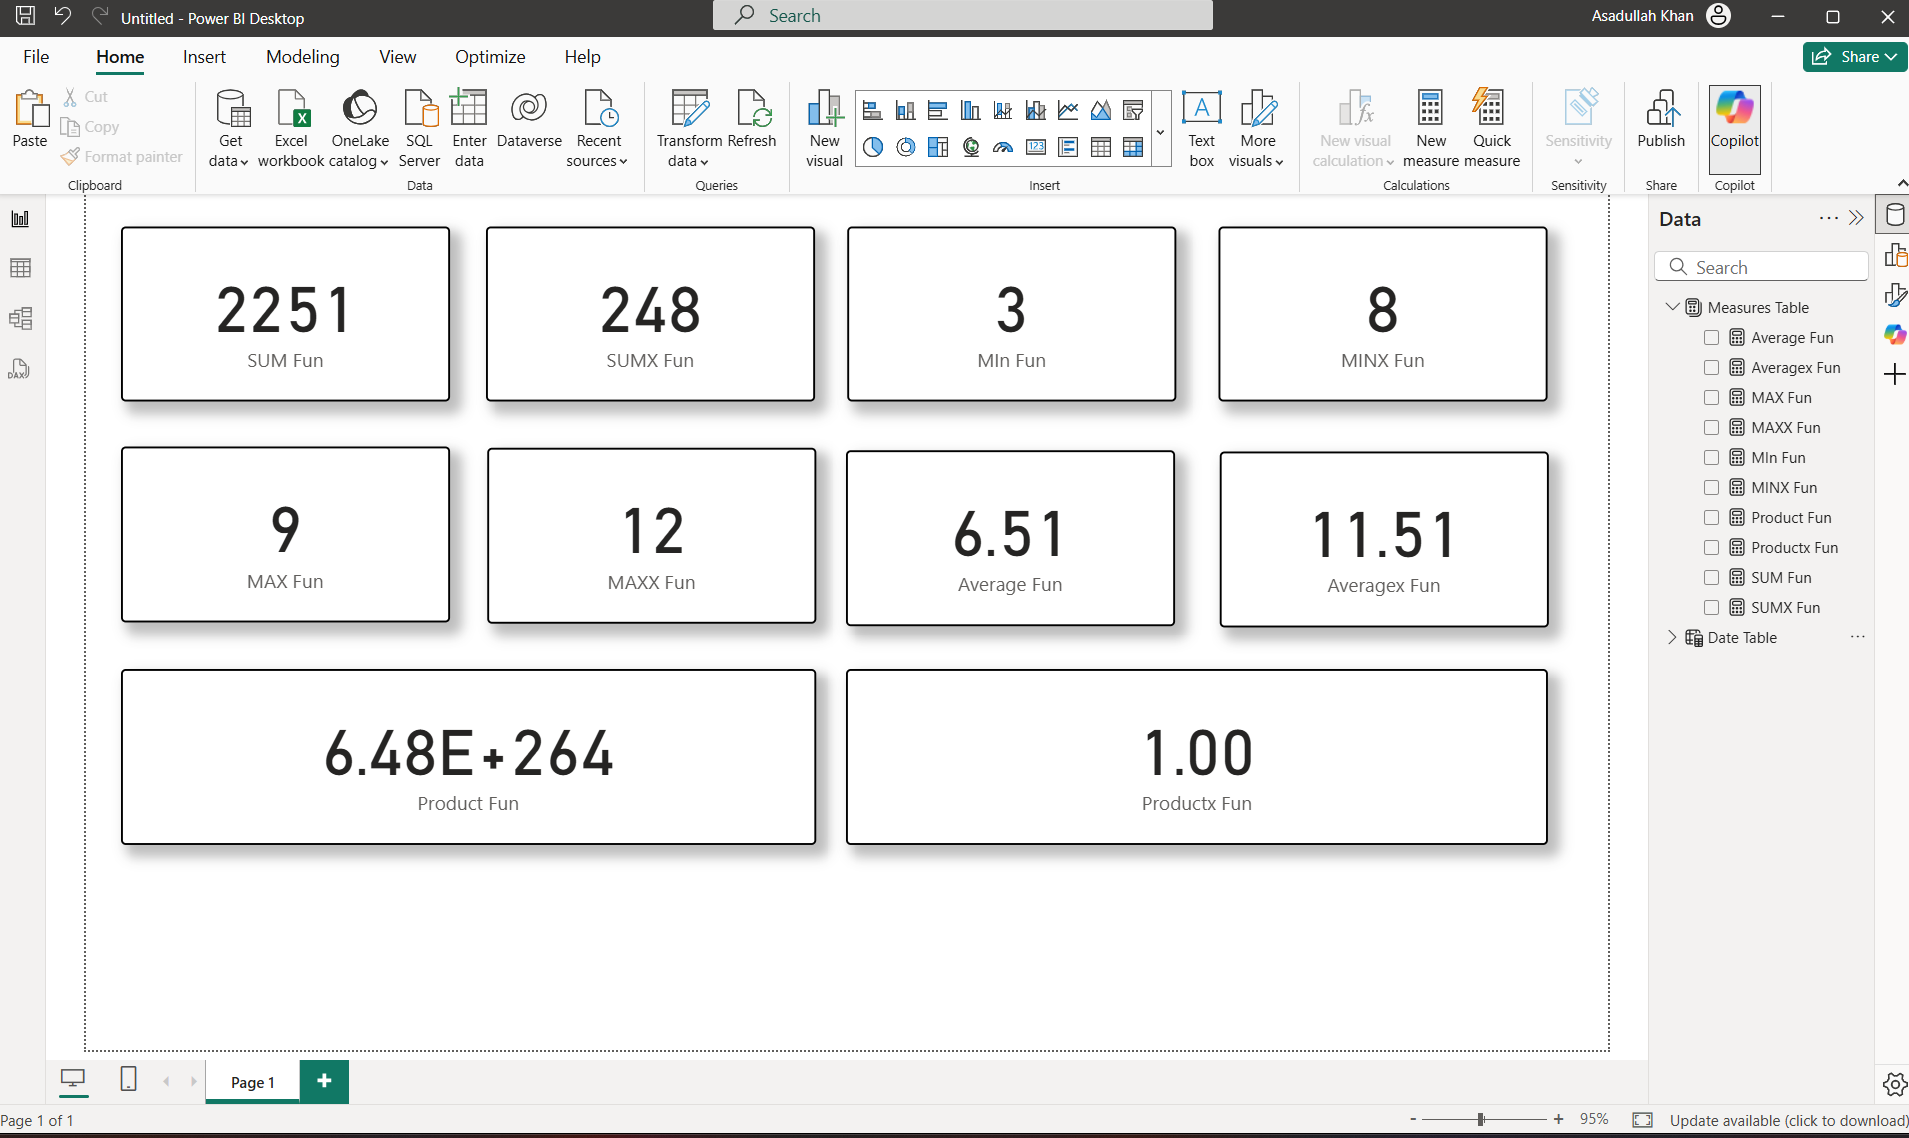 Untitled - Power BI Desktop
Search
Asadullah Khan
File
Home
Insert
Modeling
View
Optimize
Help
Share
Paste
Cut
Copy
Format painter
Clipboard
Get data
Excel workbook
OneLake catalog
SQL Server
Enter data
Dataverse
Recent sources
Data
Transform data
Refresh
Queries
New visual
123
A
Text box
More visuals
Insert
New visual calculation
New measure
Quick measure
Calculations
Sensitivity
Sensitivity
Publish
Share
Copilot
Copilot
DAX
2251
SUM Fun
248
SUMX Fun
3
MIn Fun
8
MINX Fun
9
MAX Fun
12
MAXX Fun
6.51
Average Fun
11.51
Averagex Fun
6.48E+264
Product Fun
1.00
Productx Fun
Data
Search
Measures Table
Average Fun
Averagex Fun
MAX Fun
MAXX Fun
MIn Fun
MINX Fun
Product Fun
Productx Fun
SUM Fun
SUMX Fun
Date Table
Page 1
Page 1 of 1
95%
Update available (click to download)